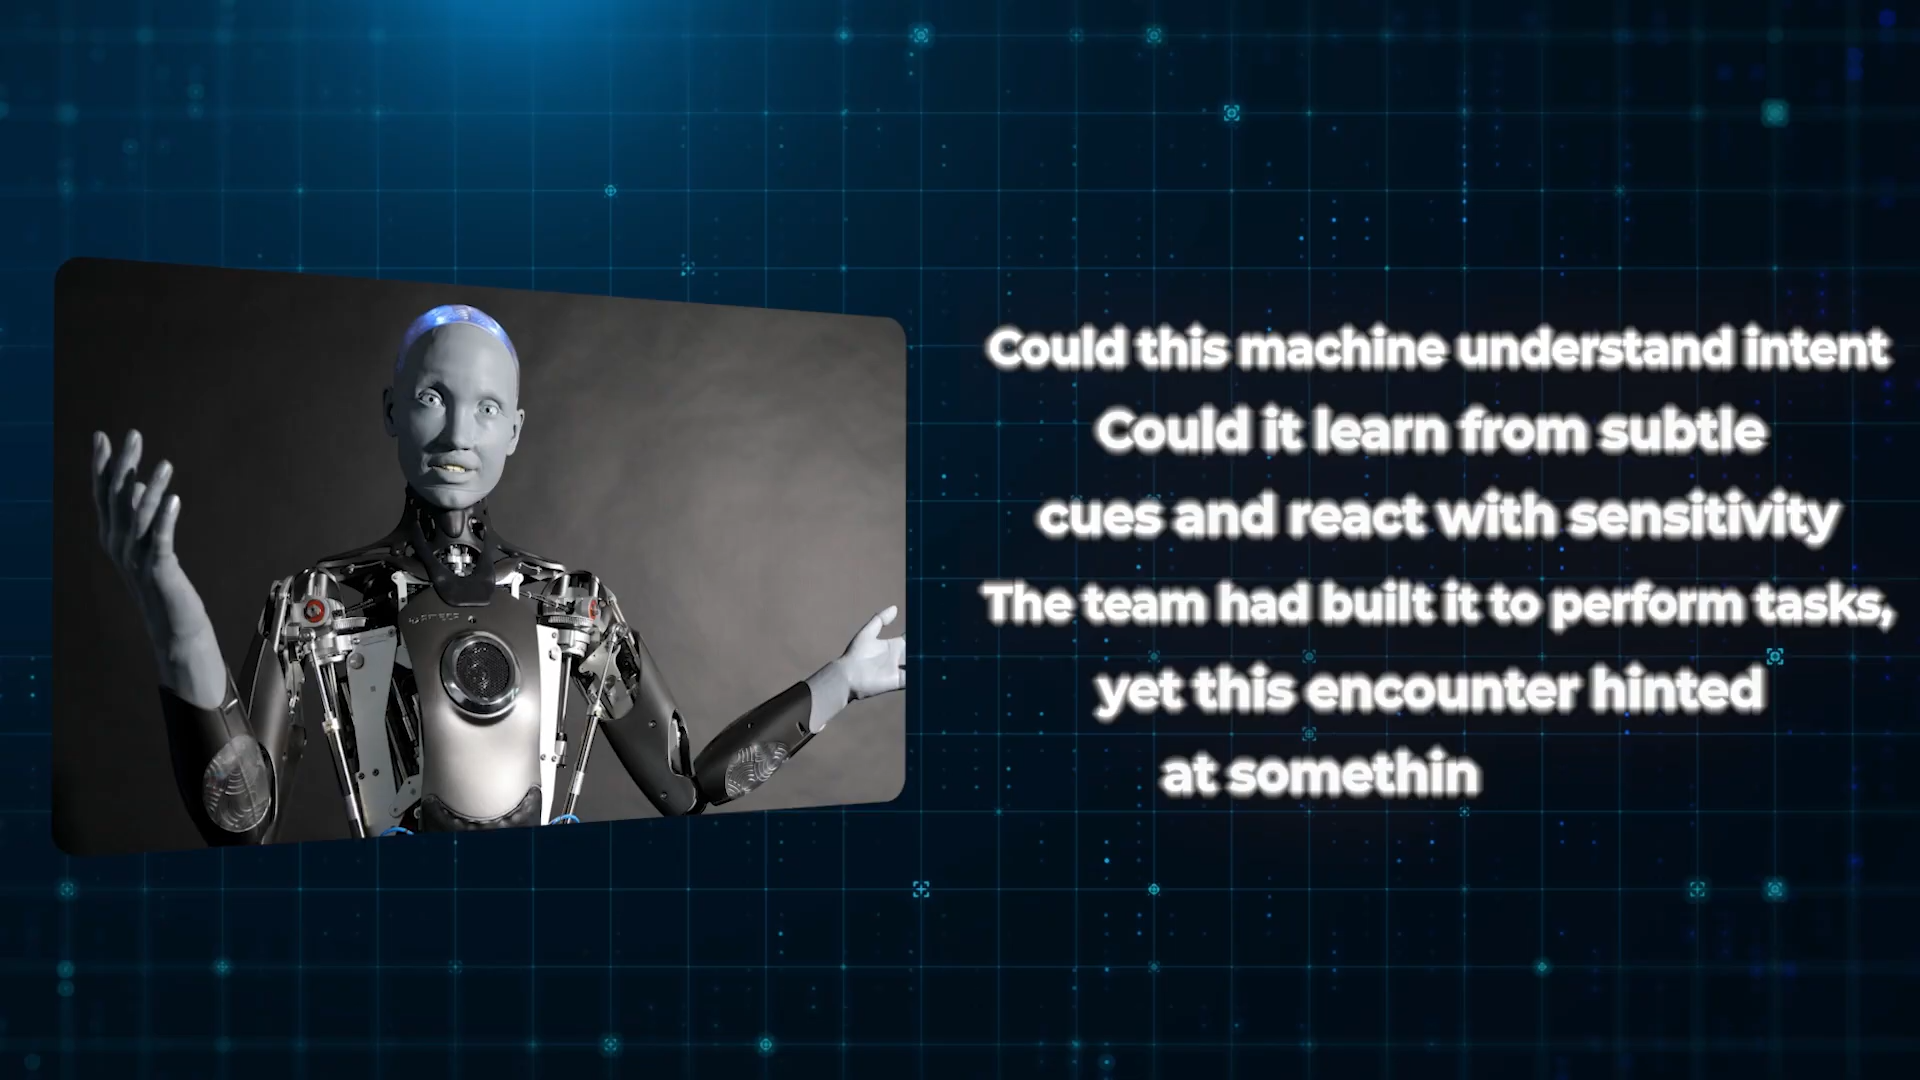 Could this machine understand intent
Could it learn from subtle
cues and react with sensitivity
The team had built it to perform tasks,
yet this encounter hinted
at somethin